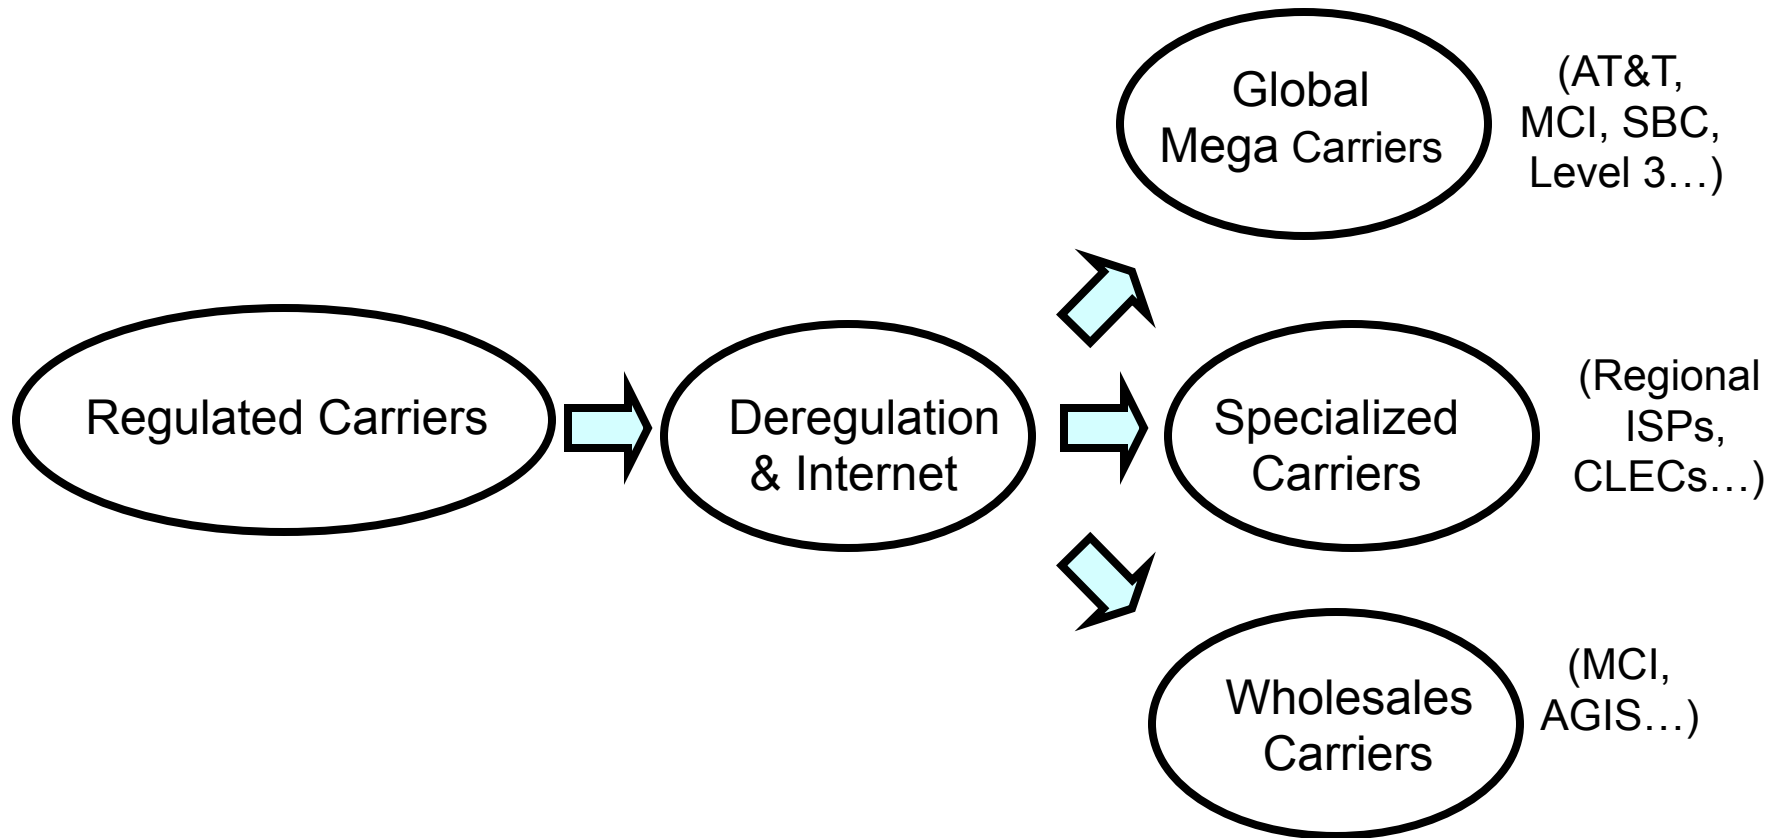 Global
Mega Carriers
(AT&T,
MCI, SBC,
Level 3…)
Regulated Carriers
Deregulation
& Internet
Specialized
Carriers
(Regional
ISPs,
CLECs…)
Wholesales
Carriers
(MCI,
AGIS…)